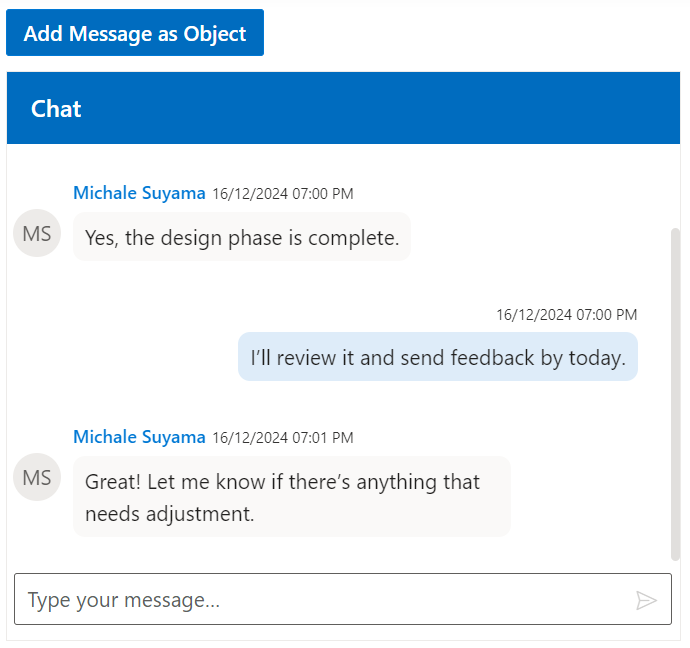 Add Message as Object
Chat
Michale Suyama 16/12/2024 07:00 PM
MS
Yes, the design phase is complete.
16/12/2024 07:00 PM
I’ll review it and send feedback by today.
Michale Suyama 16/12/2024 07:01 PM
MS
Great! Let me know if there’s anything that
needs adjustment.
Type your message...